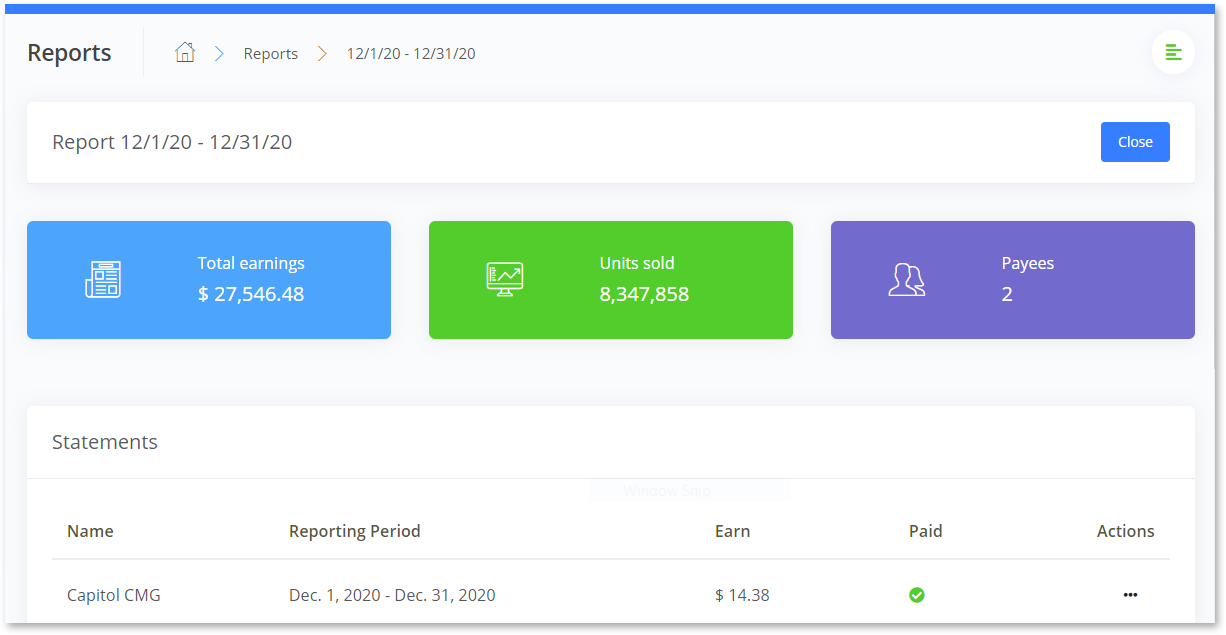 Reports
Reports
12/1/20 - 12/31/20
Report 12/1/20 - 12/31/20
Close
Total earnings
$ 27,546.48
Units sold
8,347,858
Payees
2
Statements
Window Snip
Name Reporting Period Earn Paid Actions
Capitol CMG Dec. 1, 2020 - Dec. 31, 2020 $ 14.38